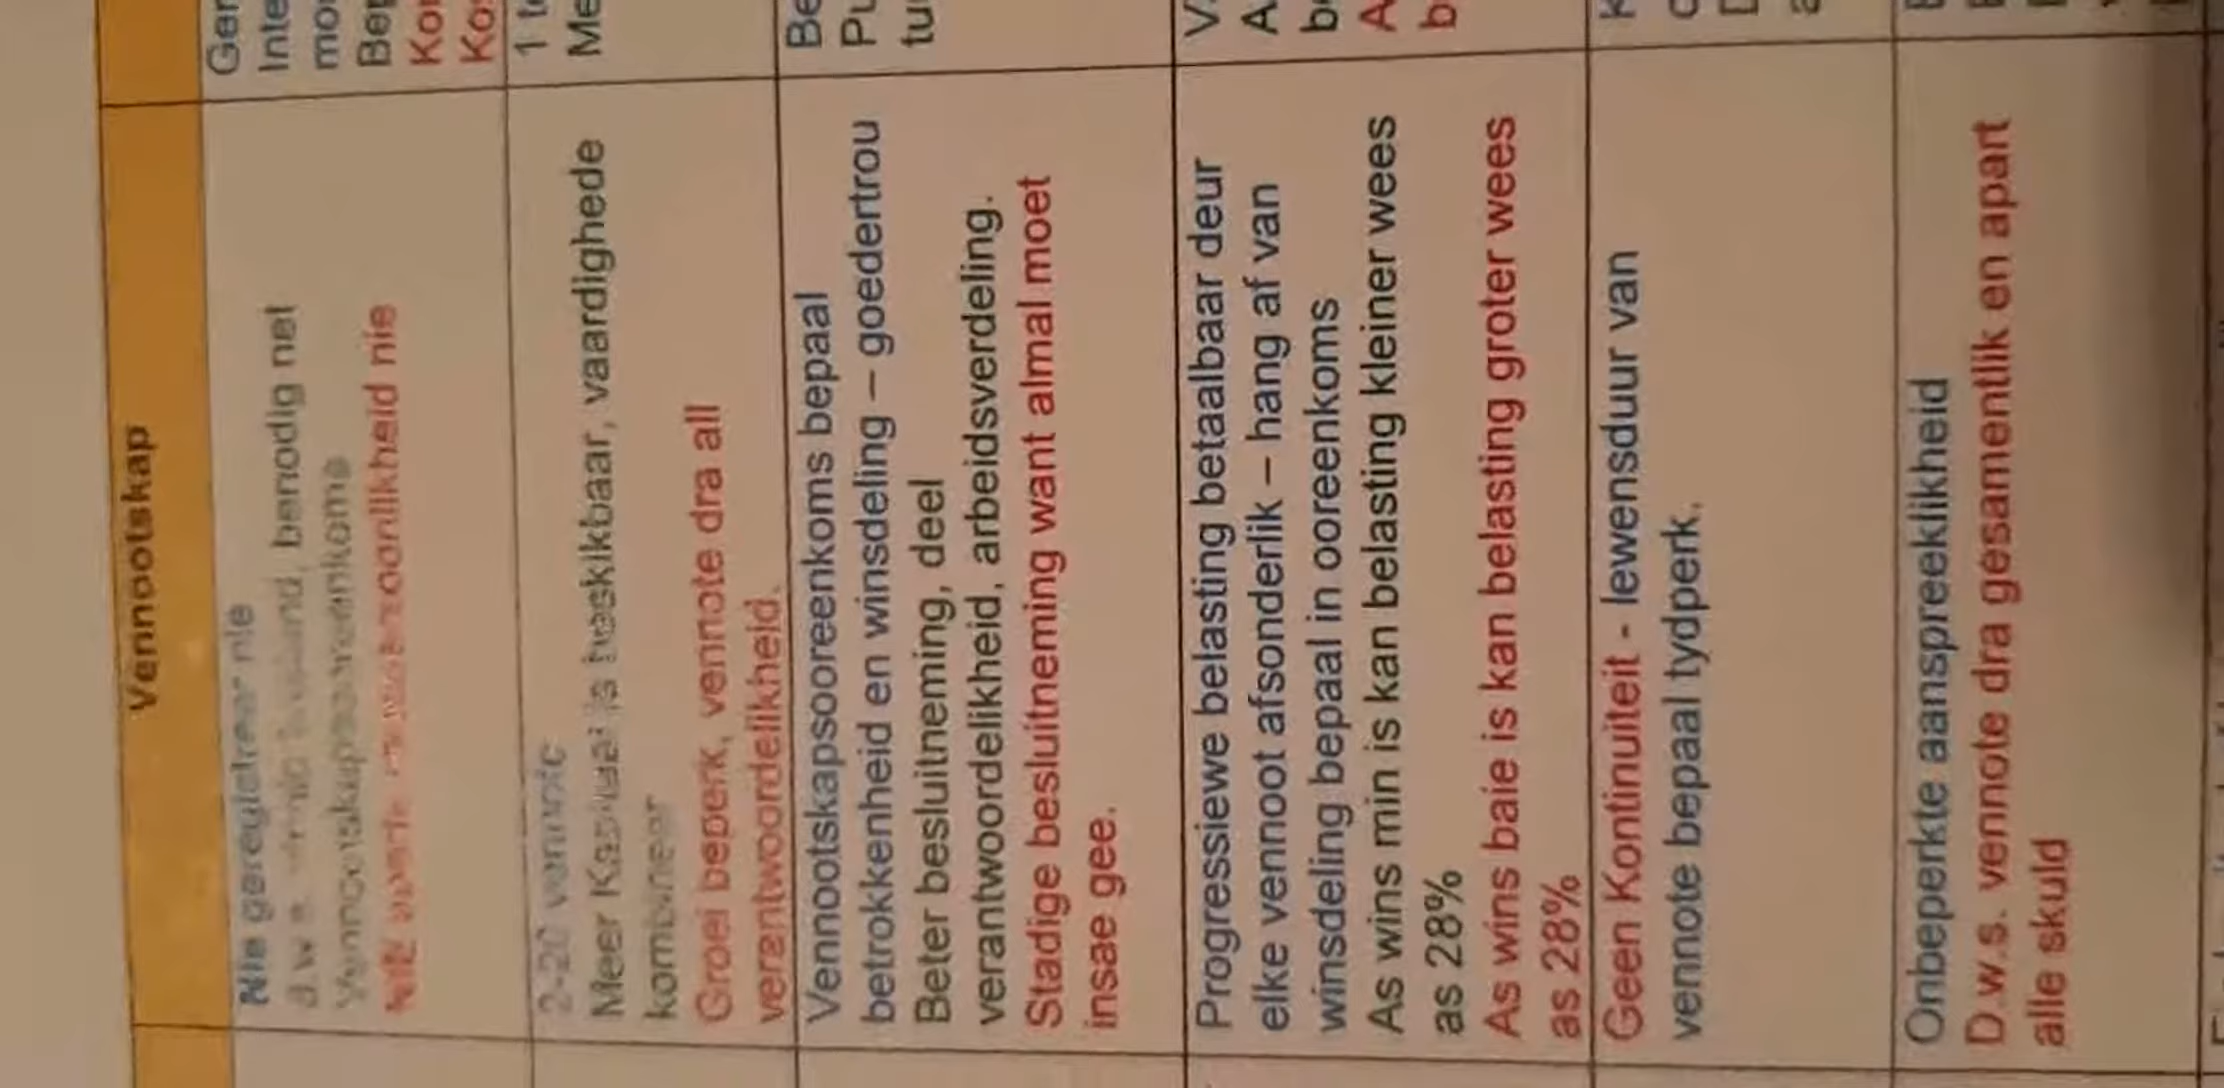 Vennootskap
Nie geregistreer nie
d.w.s. benodig net
Vennootskapsooreenkoms
Nie aparte regspersoonlikheid nie
2-20 vennote
Meer Kapitaal is beskikbaar, vaardighede
kombineer
Groei beperk, vennote dra all
verantwoordelikheid.
Vennootskapsooreenkoms bepaal
betrokkenheid en winsdeling – goedertrou
Beter besluitneming, deel
verantwoordelikheid, arbeidsverdeling.
Stadige besluitneming want almal moet
insae gee.
Progressiewe belasting betaalbaar deur
elke vennoot afsonderlik – hang af van
winsdeling bepaal in ooreenkoms
As wins min is kan belasting kleiner wees
as 28%
As wins baie is kan belasting groter wees
as 28%
Geen Kontinuiteit - lewensduur van
vennote bepaal tydperk.
Onbeperkte aanspreeklikheid
D.w.s. vennote dra gesamentlik en apart
alle skuld